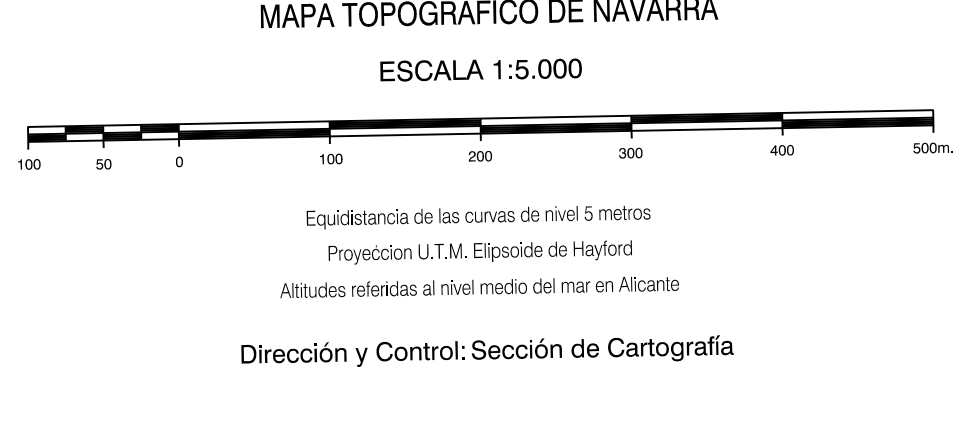 MAPA TOPOGRAFICO DE NAVARRA
ESCALA 1:5.000
100 50 0 100 200 300 400 500m.
Equidistancia de las curvas de nivel 5 metros
Proyeccion U.T.M. Elipsoide de Hayford
Altitudes referidas al nivel medio del mar en Alicante
Dirección y Control: Sección de Cartografía